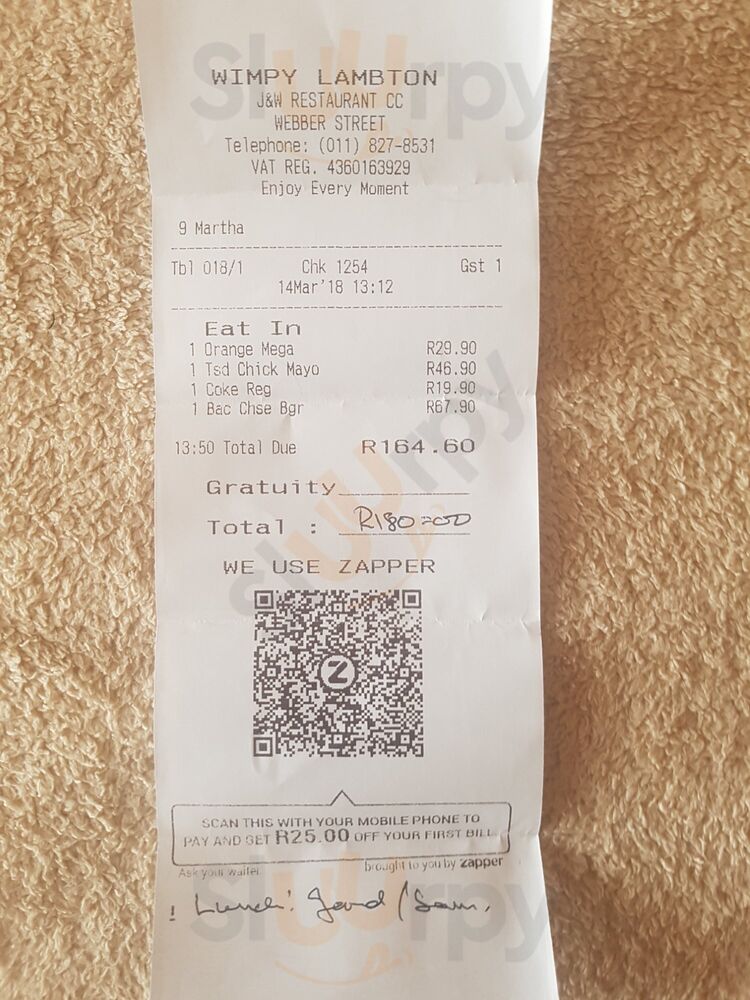 WIMPY LAMBTON
J&W RESTAURANT CC
WEBBER STREET
Telephone: (011) 827-8531
VAT REG. 4360163929
Enjoy Every Moment
9 Martha
Tbl 018/1 Chk 1254 Gst 1
14Mar'18 13:12
Eat In
1 Orange Mega R29.90
1 Tsd Chick Mayo R46.90
1 Coke Reg R19.90
1 Bac Chse Bgr R67.90
13:50 Total Due R164.60
Gratuity
Total : R180=00
WE USE ZAPPER
Z
SCAN THIS WITH YOUR MOBILE PHONE TO
PAY AND GET R25.00 OFF YOUR FIRST BILL
Ask your waiter. brought to you by zapper
! Lunch:
Sluurpy
Sluurpy
Sluurpy